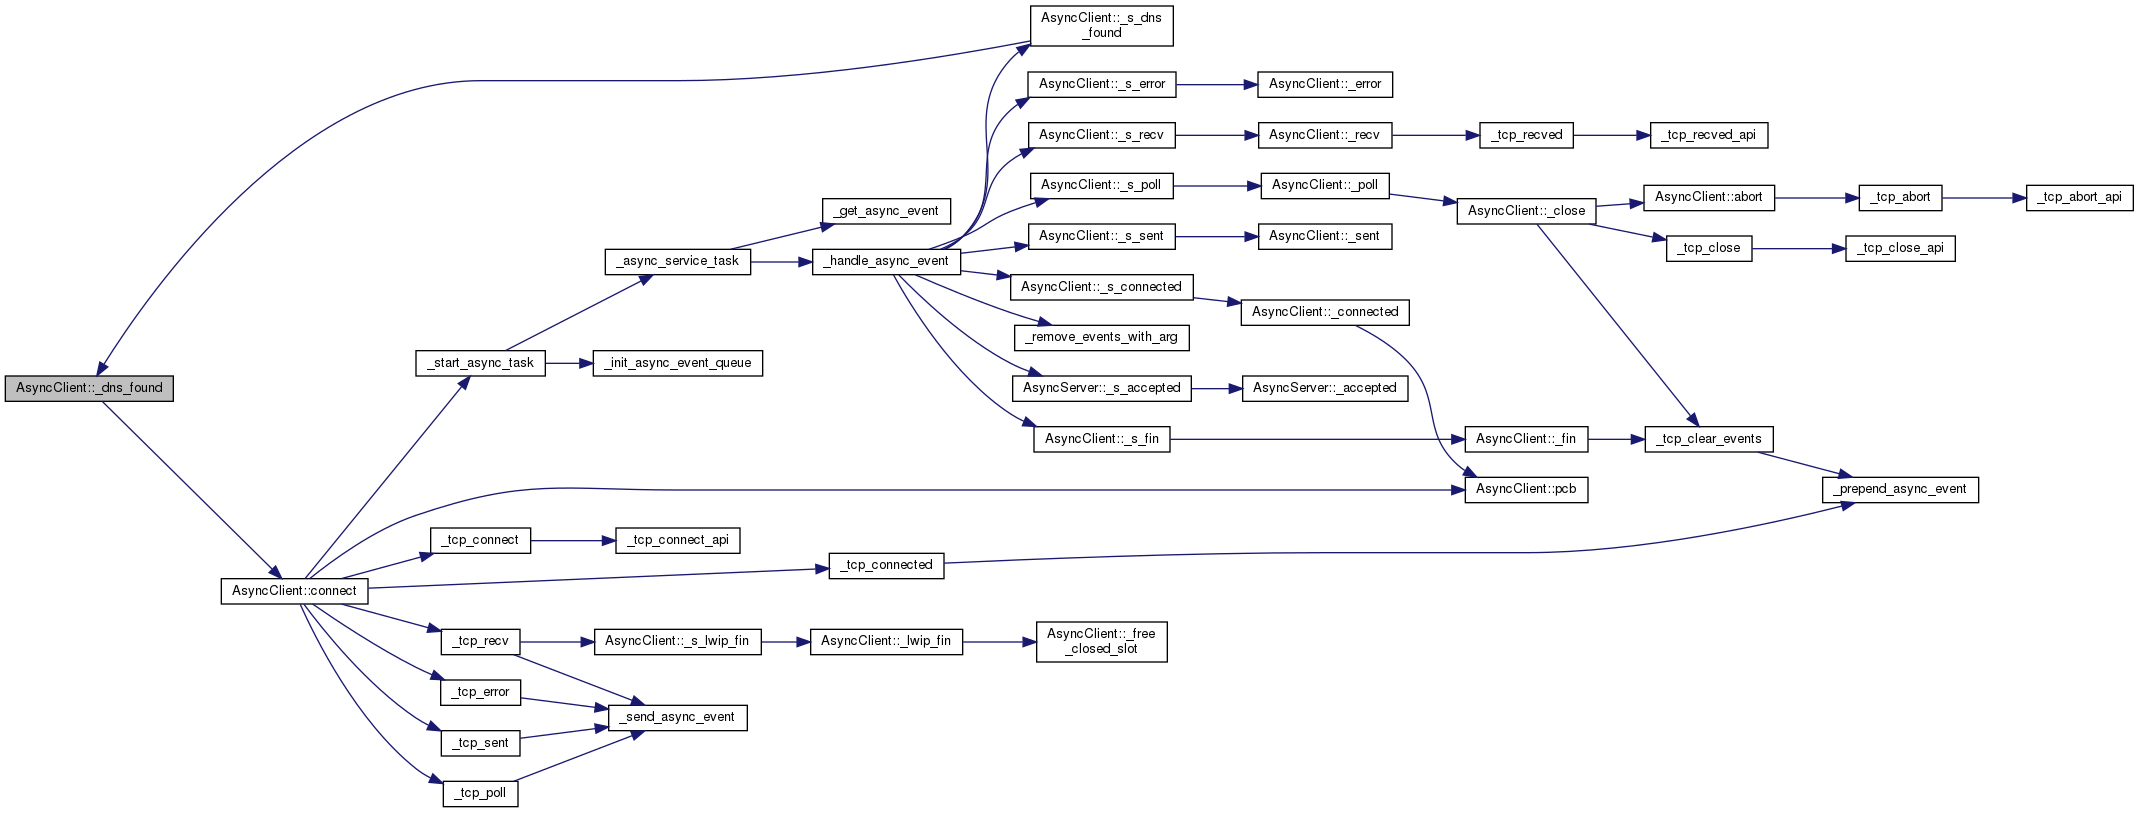 AsyncClient::_s_dns
_found
AsyncClient::_s_error
AsyncClient::_error
AsyncClient::_s_recv
AsyncClient::_recv
_tcp_recved
_tcp_recved_api
AsyncClient::_s_poll
AsyncClient::_poll
AsyncClient::_close
AsyncClient::abort
_tcp_abort
_tcp_abort_api
_get_async_event
AsyncClient::_s_sent
AsyncClient::_sent
_tcp_close
_tcp_close_api
_async_service_task
_handle_async_event
AsyncClient::_s_connected
AsyncClient::_connected
_remove_events_with_arg
_start_async_task
_init_async_event_queue
AsyncClient::_dns_found
AsyncServer::_s_accepted
AsyncServer::_accepted
AsyncClient::_s_fin
AsyncClient::_fin
_tcp_clear_events
AsyncClient::pcb
_prepend_async_event
_tcp_connect
_tcp_connect_api
_tcp_connected
AsyncClient::connect
_tcp_recv
AsyncClient::_s_lwip_fin
AsyncClient::_lwip_fin
AsyncClient::_free
_closed_slot
_tcp_error
_send_async_event
_tcp_sent
_tcp_poll